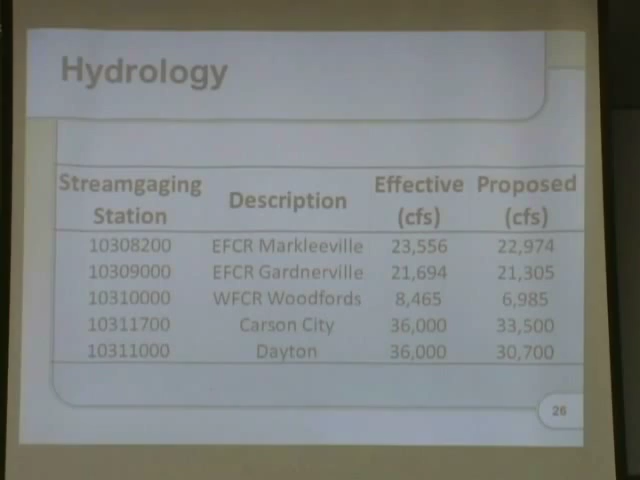 Hydrology
Streamgaging Station Description Effective (cfs) Proposed (cfs)
10308200 EFCR Markleeville 23,556 22,974
10309000 EFCR Gardnerville 21,694 21,305
10310000 WFCR Woodfords 8,465 6,985
10311700 Carson City 36,000 33,500
10311000 Dayton 36,000 30,700
26